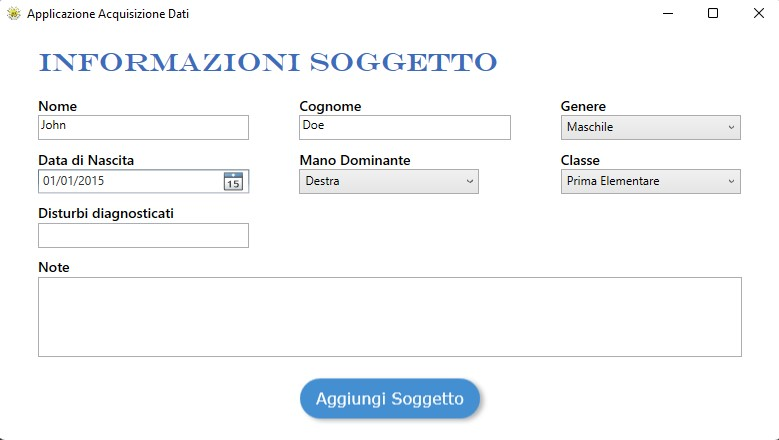 Applicazione Acquisizione Dati
INFORMAZIONI SOGGETTO
Nome Cognome Genere
John Doe Maschile
Data di Nascita Mano Dominante Classe
01/01/2015 15 Destra Prima Elementare
Disturbi diagnosticati
Note
Aggiungi Soggetto